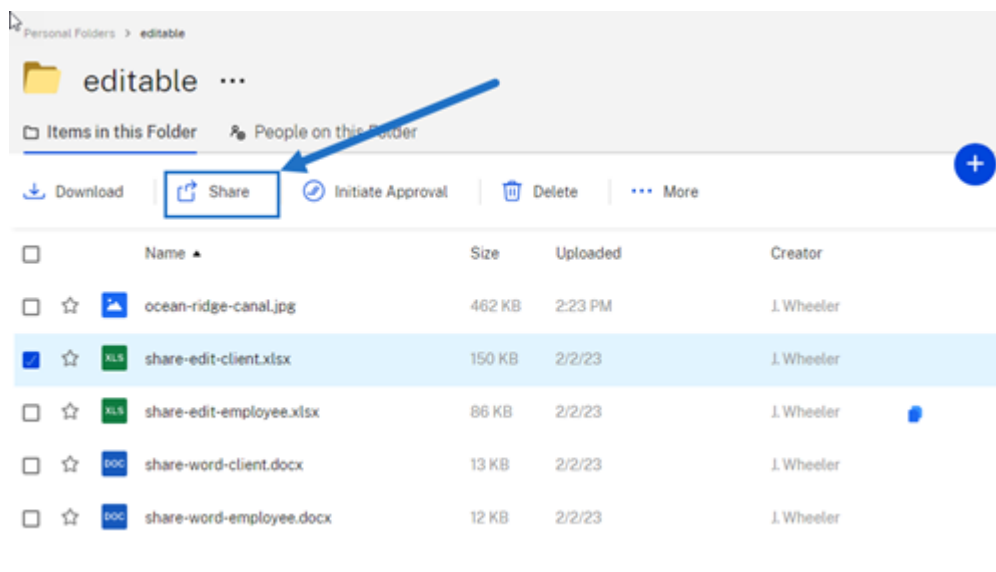 Personal Folders > editable
editable ...
Items in this Folder People on this Folder
Download Share Initiate Approval Delete ... More
Name Size Uploaded Creator
ocean-ridge-canal.jpg 462 KB 2:23 PM J. Wheeler
XLS share-edit-client.xlsx 150 KB 2/2/23 J. Wheeler
XLS share-edit-employee.xlsx 86 KB 2/2/23 J. Wheeler
DOC share-word-client.docx 13 KB 2/2/23 J. Wheeler
DOC share-word-employee.docx 12 KB 2/2/23 J. Wheeler